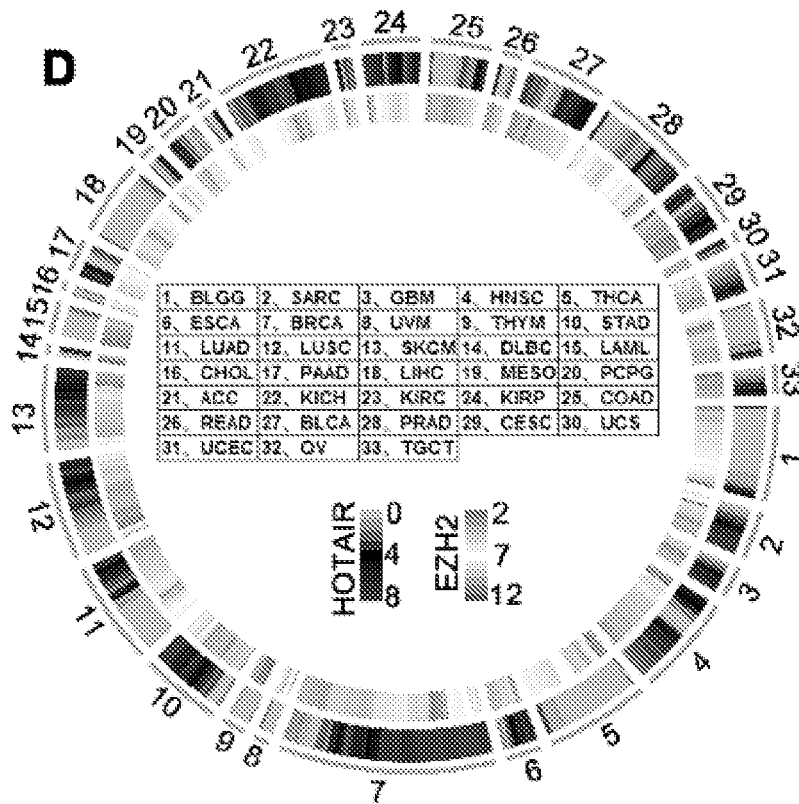 D
22 23 24 25 26 27 28 29 30 31 32 33
1 2 3 4 5 6 7 8 9 10 11 12 13 14 15 16 17 18 19 20 21
1、BLGG 2、SARC 3、GBM 4、HNSC 5、THCA
6、ESCA 7、BRCA 8、UVM 9、THYM 10、STAD
11、LUAD 12、LUSC 13、SKCM 14、DLBC 15、LAML
16、CHOL 17、PAAD 18、LIHC 19、MESO 20、PCPG
21、ACC 22、KICH 23、KIRC 24、KIRP 25、COAD
26、READ 27、BLCA 28、PRAD 29、CESC 30、UCS
31、UCEC 32、OV 33、TGCT
HOTAIR 0 4 8
EZH2 2 7 12